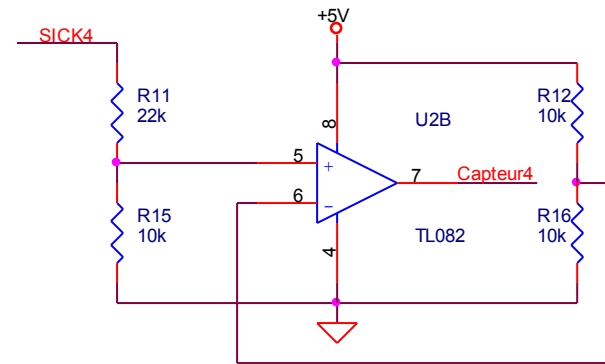 +5V
SICK4
R11
22k
8
U2B
R12
10k
5
+
7
Capteur4
6
−
R15
10k
4
TL082
R16
10k